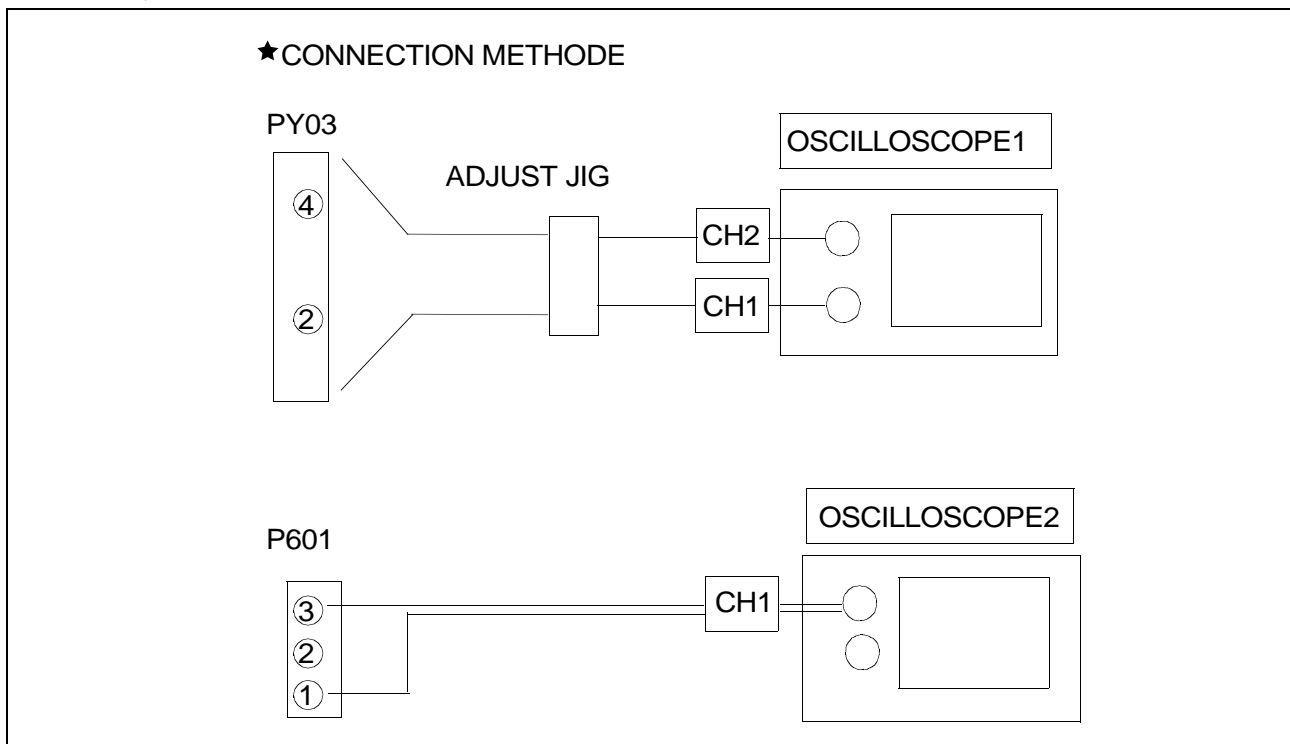 ★CONNECTION METHODE
PY03
OSCILLOSCOPE1
ADJUST JIG
④
CH2
CH1
②
OSCILLOSCOPE2
P601
CH1
③
②
①